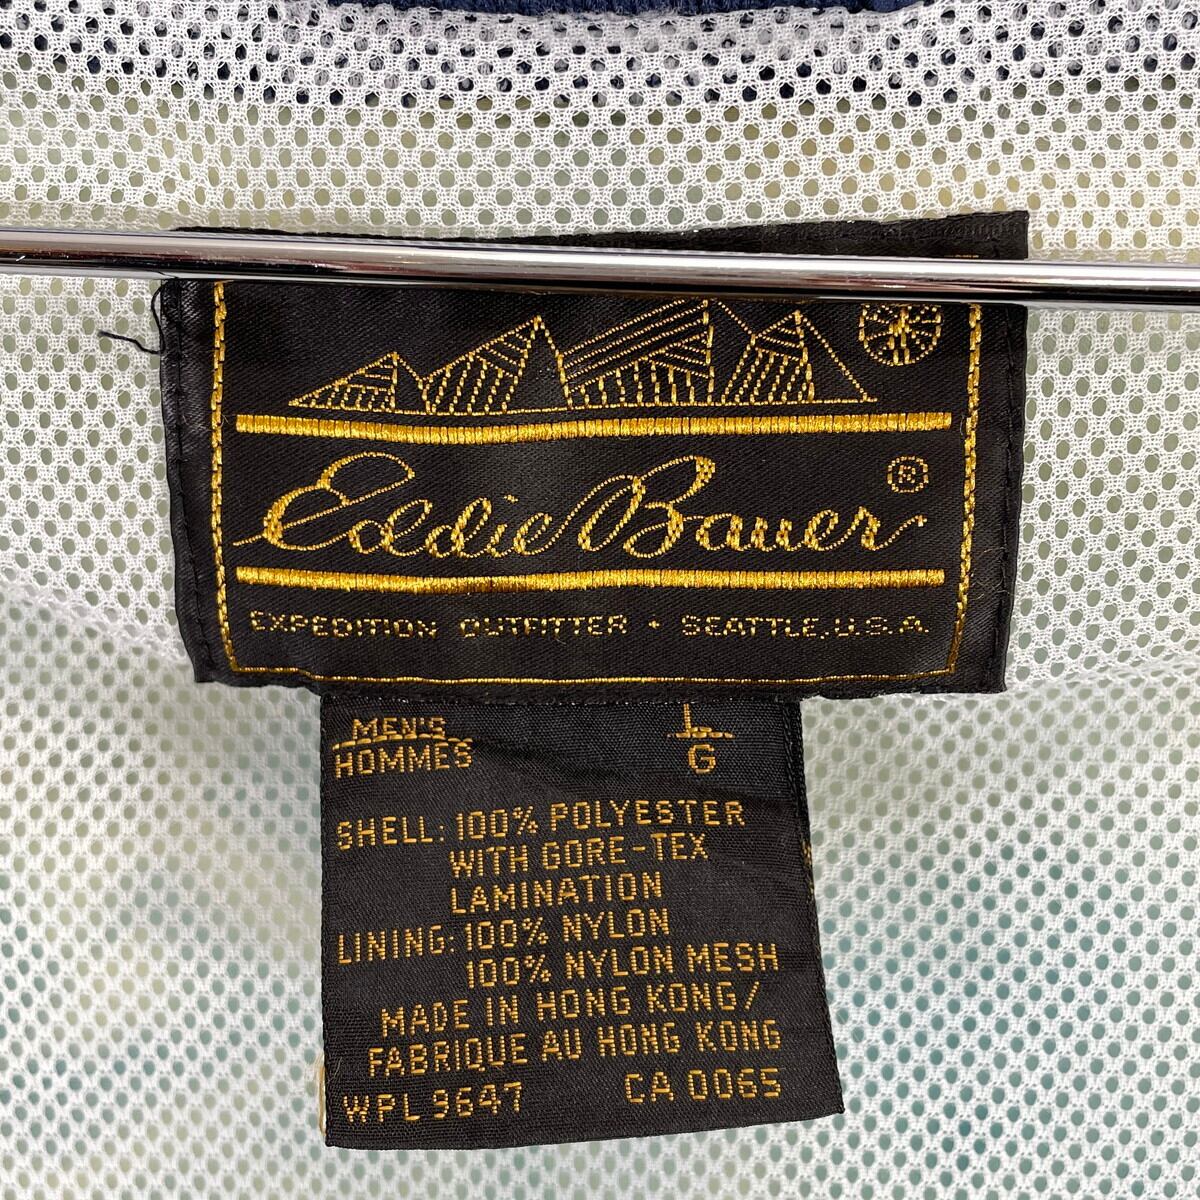 Eddie Bauer ®
EXPEDITION OUTFITTER • SEATTLE, U.S.A.
MEN'S L
HOMMES G
SHELL: 100% POLYESTER
WITH GORE-TEX
LAMINATION
LINING: 100% NYLON
100% NYLON MESH
MADE IN HONG KONG/
FABRIQUE AU HONG KONG
WPL 9647 CA 0065